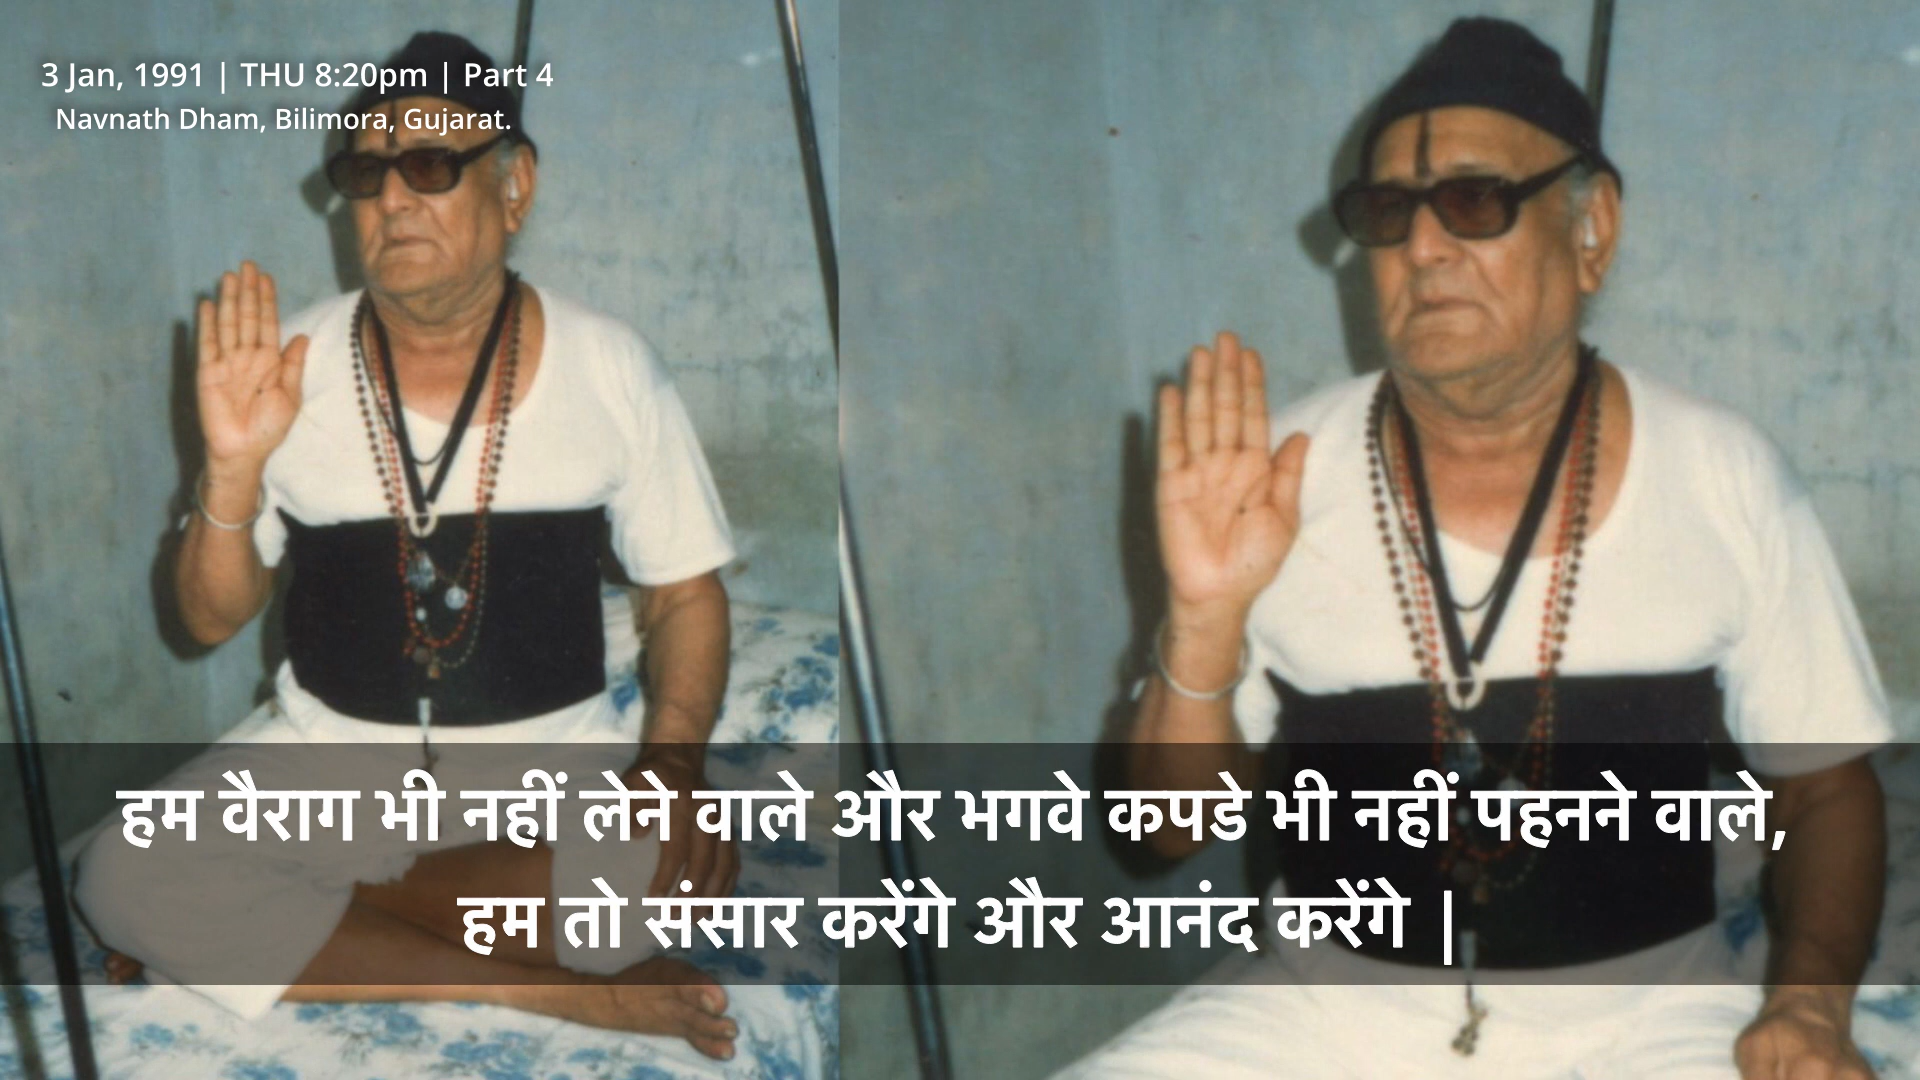 3 Jan, 1991 | THU 8:20pm | Part 4
Navnath Dham, Bilimora, Gujarat.
हम वैराग भी नहीं लेने वाले और भगवे कपडे भी नहीं पहनने वाले,
हम तो संसार करेंगे और आनंद करेंगे |